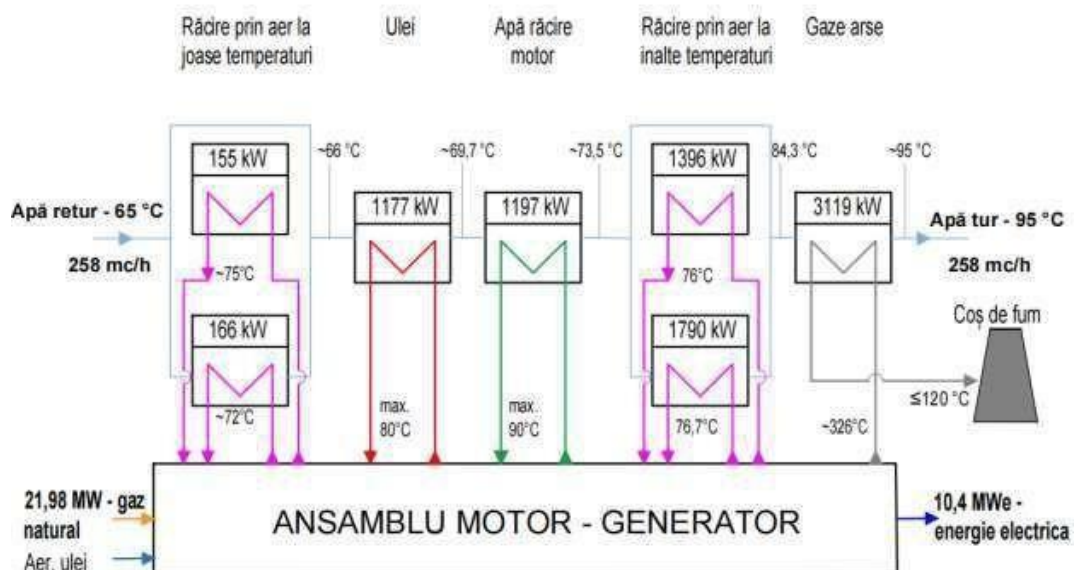 Răcire prin aer la
joase temperaturi
Ulei
Apă răcire
motor
Răcire prin aer la
inalte temperaturi
Gaze arse
155 kW
~66 °C
~69,7 °C
~73,5 °C
1396 kW
84,3 °C
~95 °C
1177 kW
1197 kW
3119 kW
Apă retur - 65 °C
258 mc/h
Apă tur - 95 °C
258 mc/h
~75°C
76°C
166 kW
1790 kW
Coș de fum
≤120 °C
~72°C
max.
80°C
max.
90°C
76,7°C
~326°C
21,98 MW - gaz
natural
Aer, ulei
ANSAMBLU MOTOR - GENERATOR
10,4 MWe -
energie electrica